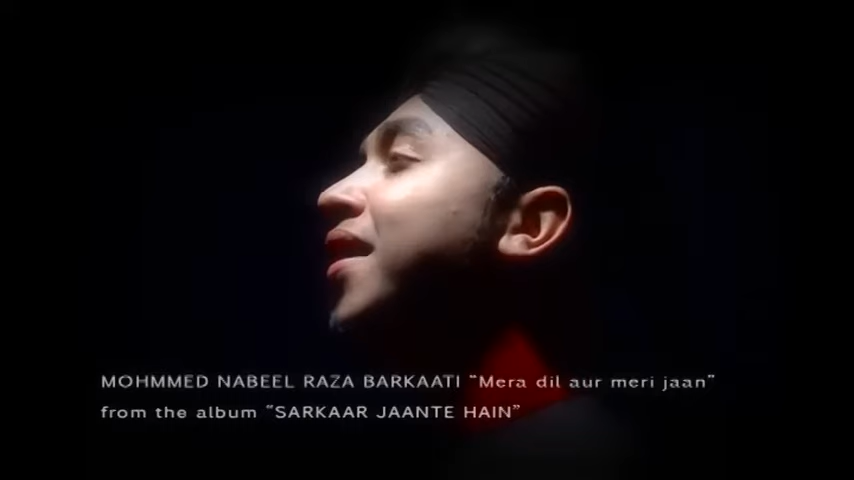 MOHMMED NABEEL RAZA BARKAATI "Mera dil aur meri jaan"
from the album "SARKAAR JAANTE HAIN"